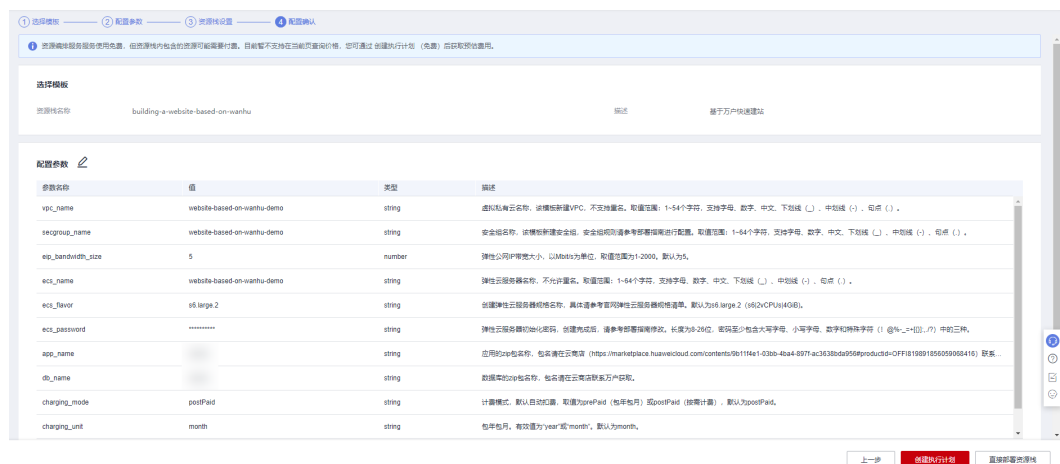 1 选择模板 2 配置参数 3 资源栈设置 4 配置确认
资源编排服务服务使用免费，但资源栈内包含的资源可能需要付费。目前暂不支持在当前页查询价格，您可通过 创建执行计划 （免费）后获取预估费用。
选择模板
资源栈名称 building-a-website-based-on-wanhu 描述 基于万户快速建站
配置参数
参数名称 值 类型 描述
vpc_name website-based-on-wanhu-demo string 虚拟私有云名称，该模板新建VPC，不支持重名。取值范围：1~54个字符，支持字母、数字、中文、下划线（_）、中划线（-）、句点（.）。
secgroup_name website-based-on-wanhu-demo string 安全组名称，该模板新建安全组，安全组规则请参考部署指南进行配置。取值范围：1-64个字符，支持字母、数字、中文、下划线（_）、中划线（-）、句点（.）。
eip_bandwidth_size 5 number 弹性公网IP带宽大小，以Mbit/s为单位，取值范围为1-2000。默认为5。
ecs_name website-based-on-wanhu-demo string 弹性云服务器名称，不允许重名。取值范围：1~64个字符，支持字母、数字、中文、下划线（_）、中划线（-）、句点（.）。
ecs_flavor s6.large.2 string 创建弹性云服务器规格名称，具体请参考官网弹性云服务器规格清单。默认为s6.large.2（s6|2vCPUs|4GiB）。
ecs_password ********** string 弹性云服务器初始化密码，创建完成后，请参考部署指南修改。长度为8-26位，密码至少包含大写字母、小写字母、数字和特殊字符（！@%-_=+[{}]:,./?）中的三种。
app_name string 应用的zip包名称，包名请在云商店（https://marketplace.huaweicloud.com/contents/9b11f4e1-03bb-4ba4-897f-ac3638bda956#productid=OFFI819891856059068416）联系...
db_name string 数据库的zip包名称，包名请在云商店联系万户获取。
charging_mode postPaid string 计费模式，默认自动扣费，取值为prePaid（包年包月）或postPaid（按需计费），默认为postPaid。
charging_unit month string 包年包月。有效值为“year”或“month”。默认为month。
上一步 创建执行计划 直接部署资源栈